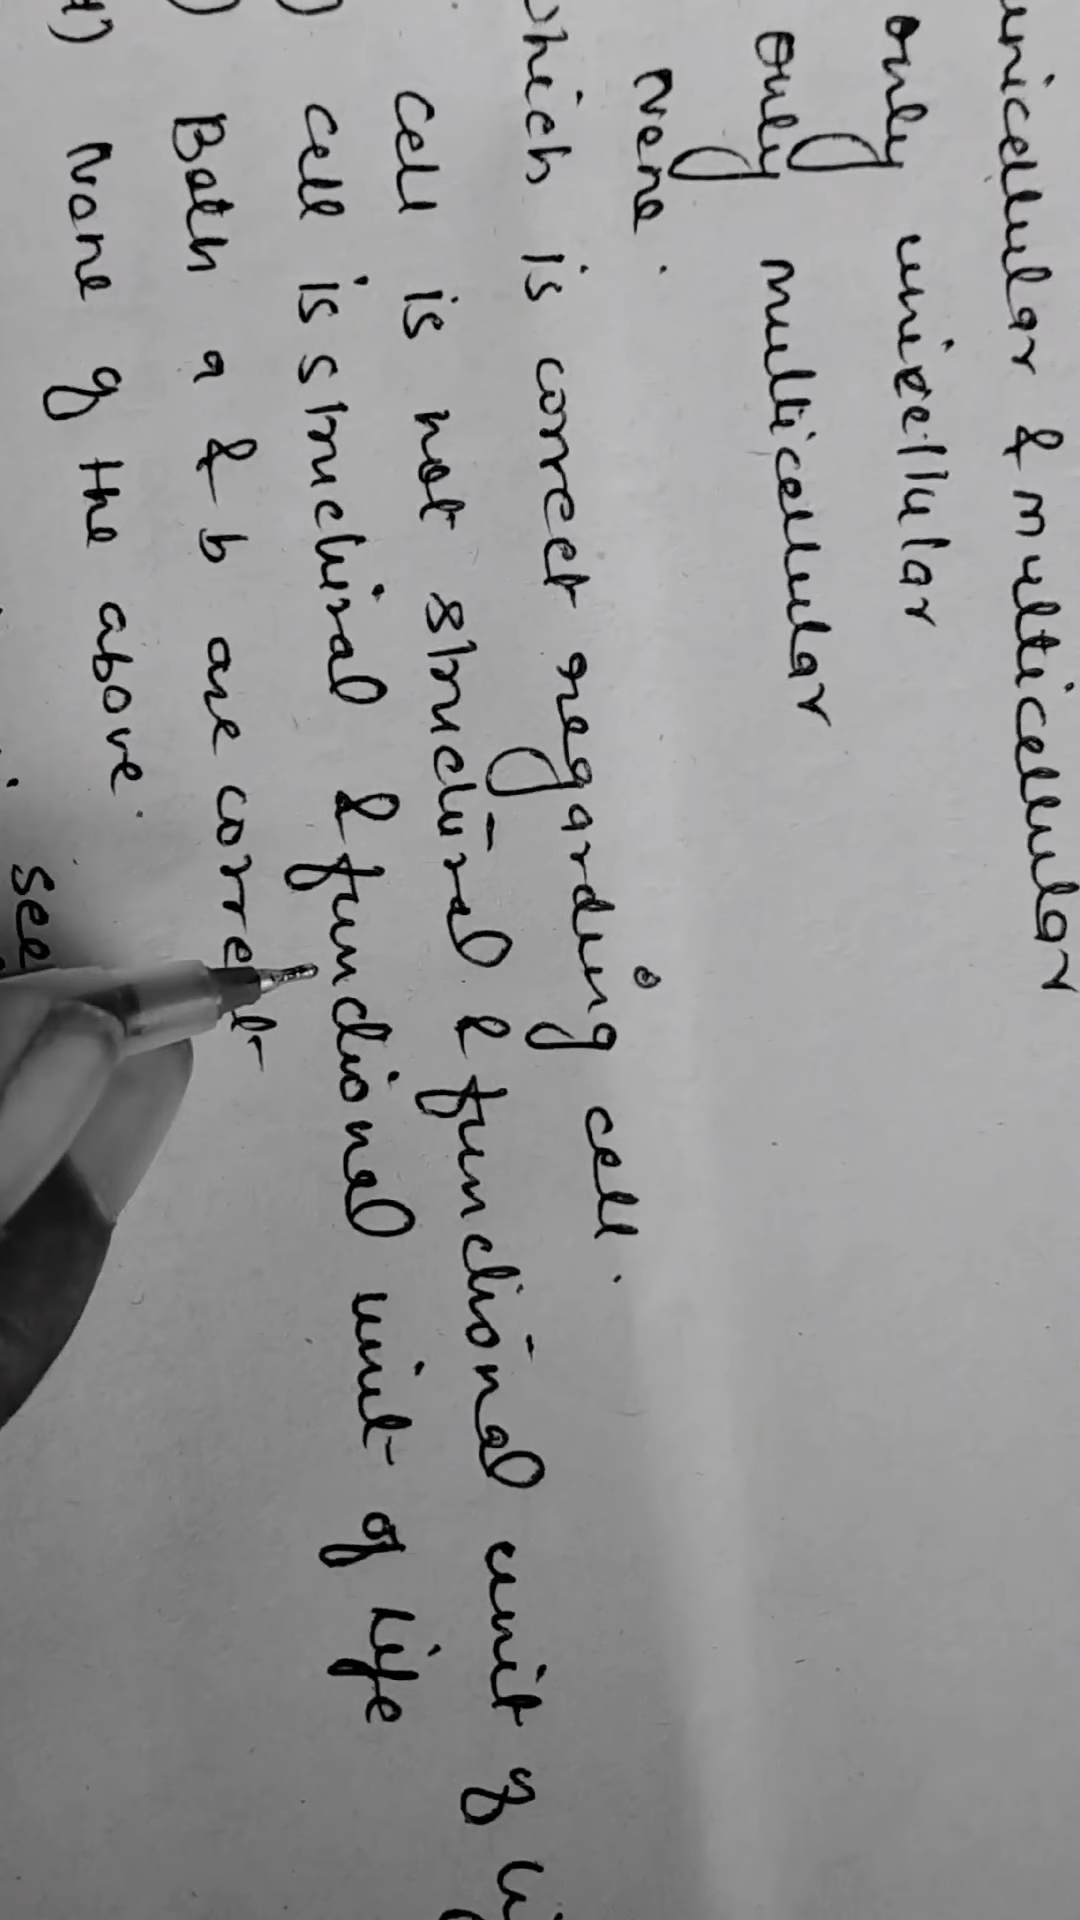 unicellular & multicellular
only unicellular
only multicellular
None.
which is correct regarding cell.
cell is not structural & functional unit of li
) cell is structural & functional unit of Life
) Both a & b are correct
d) None of the above.
see